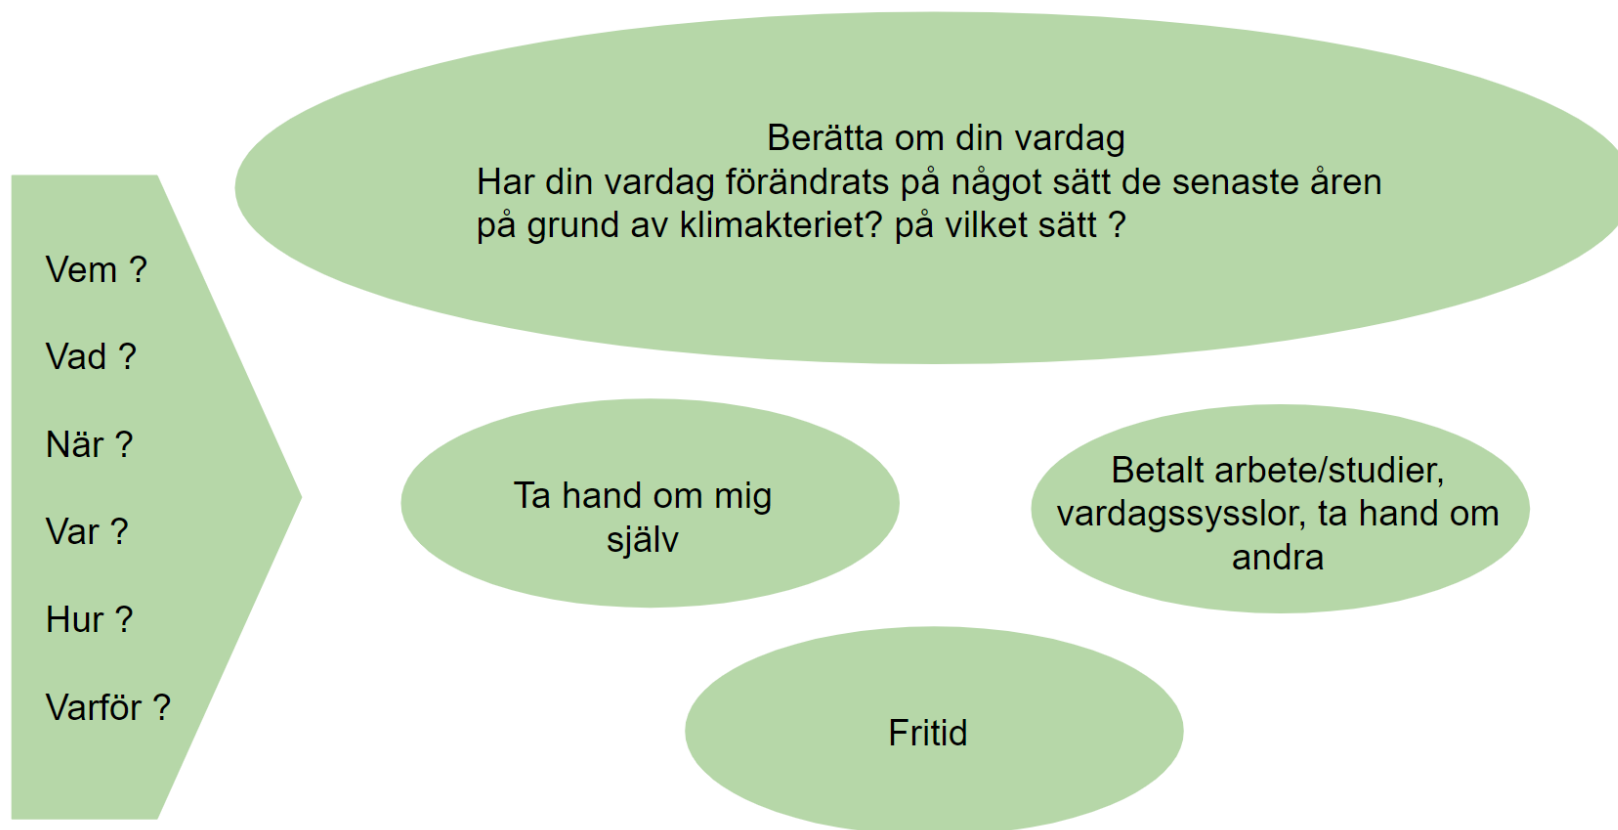 Berätta om din vardag
Har din vardag förändrats på något sätt de senaste åren
på grund av klimakteriet? på vilket sätt ?
Vem ?
Vad ?
När ?
Var ?
Hur ?
Varför ?
Ta hand om mig
själv
Betalt arbete/studier,
vardagssysslor, ta hand om
andra
Fritid